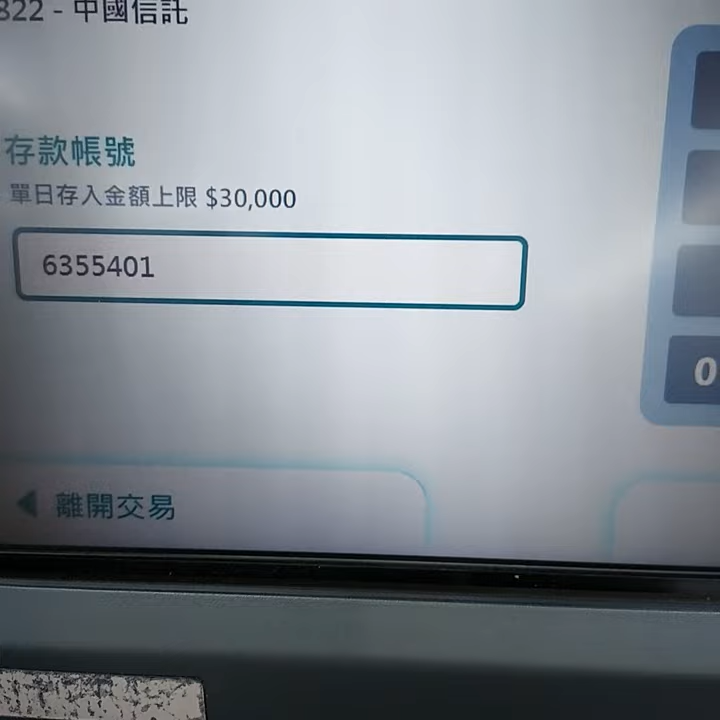 822 - 中國信託
存款帳號
單日存入金額上限 $30,000
6355401
0
離開交易